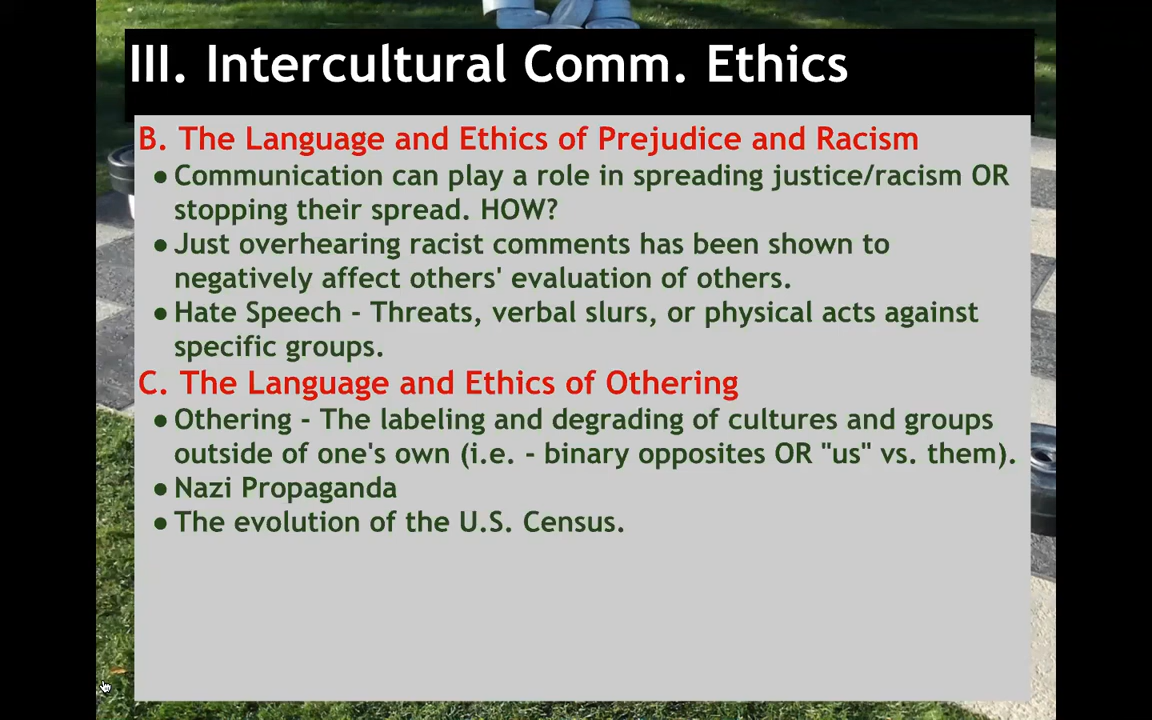 III. Intercultural Comm. Ethics
B. The Language and Ethics of Prejudice and Racism
●Communication can play a role in spreading justice/racism OR
stopping their spread. HOW?
●Just overhearing racist comments has been shown to
negatively affect others' evaluation of others.
●Hate Speech - Threats, verbal slurs, or physical acts against
specific groups.
C. The Language and Ethics of Othering
●Othering - The labeling and degrading of cultures and groups
outside of one's own (i.e. - binary opposites OR "us" vs. them).
●Nazi Propaganda
●The evolution of the U.S. Census.